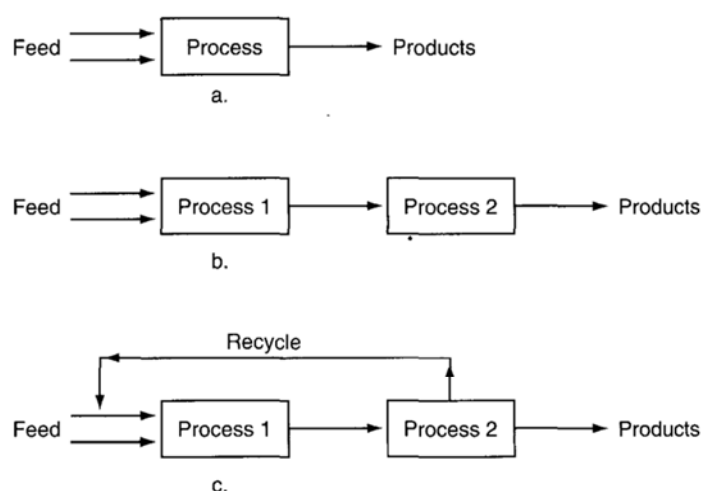 Feed Process Products
a.
Feed Process 1 Process 2 Products
b.
Recycle
Feed Process 1 Process 2 Products
c.